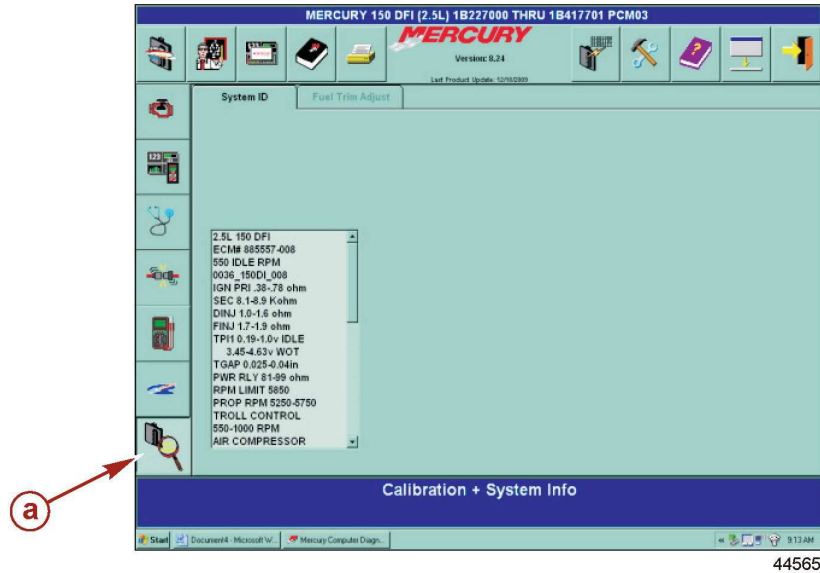 MERCURY 150 DFI (2.5L) 1B227000 THRU 1B417701 PCM03
MERCURY
Version: 8.24
Last Product Update: 12/10/2009
System ID
Fuel Trim Adjust
123
2.5L 150 DFI
ECM# 885557-008
550 IDLE RPM
0036_150DI_008
IGN PRI .38-.78 ohm
SEC 8.1-8.9 Kohm
DINJ 1.0-1.6 ohm
FINJ 1.7-1.9 ohm
TPI1 0.19-1.0v IDLE
3.45-4.63v WOT
TGAP 0.025-0.04in
PWR RLY 81-99 ohm
RPM LIMIT 5850
PROP RPM 5250-5750
TROLL CONTROL
550-1000 RPM
AIR COMPRESSOR
a
Calibration + System Info
Start
Document4 - Microsoft W...
Mercury Computer Diagn...
9:13 AM
44565